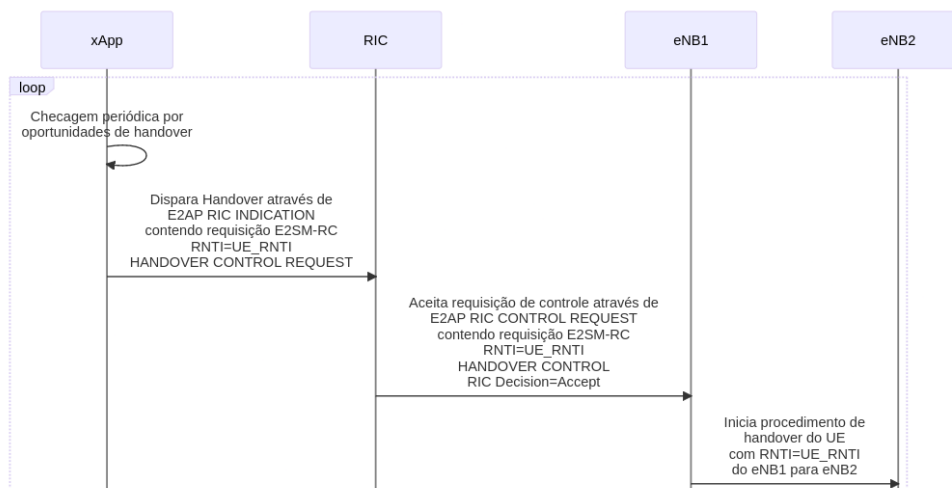 xApp
RIC
eNB1
eNB2
loop
Checagem periódica por
oportunidades de handover
Dispara Handover através de
E2AP RIC INDICATION
contendo requisição E2SM-RC
RNTI=UE_RNTI
HANDOVER CONTROL REQUEST
Aceita requisição de controle através de
E2AP RIC CONTROL REQUEST
contendo requisição E2SM-RC
RNTI=UE_RNTI
HANDOVER CONTROL
RIC Decision=Accept
Inicia procedimento de
handover do UE
com RNTI=UE_RNTI
do eNB1 para eNB2